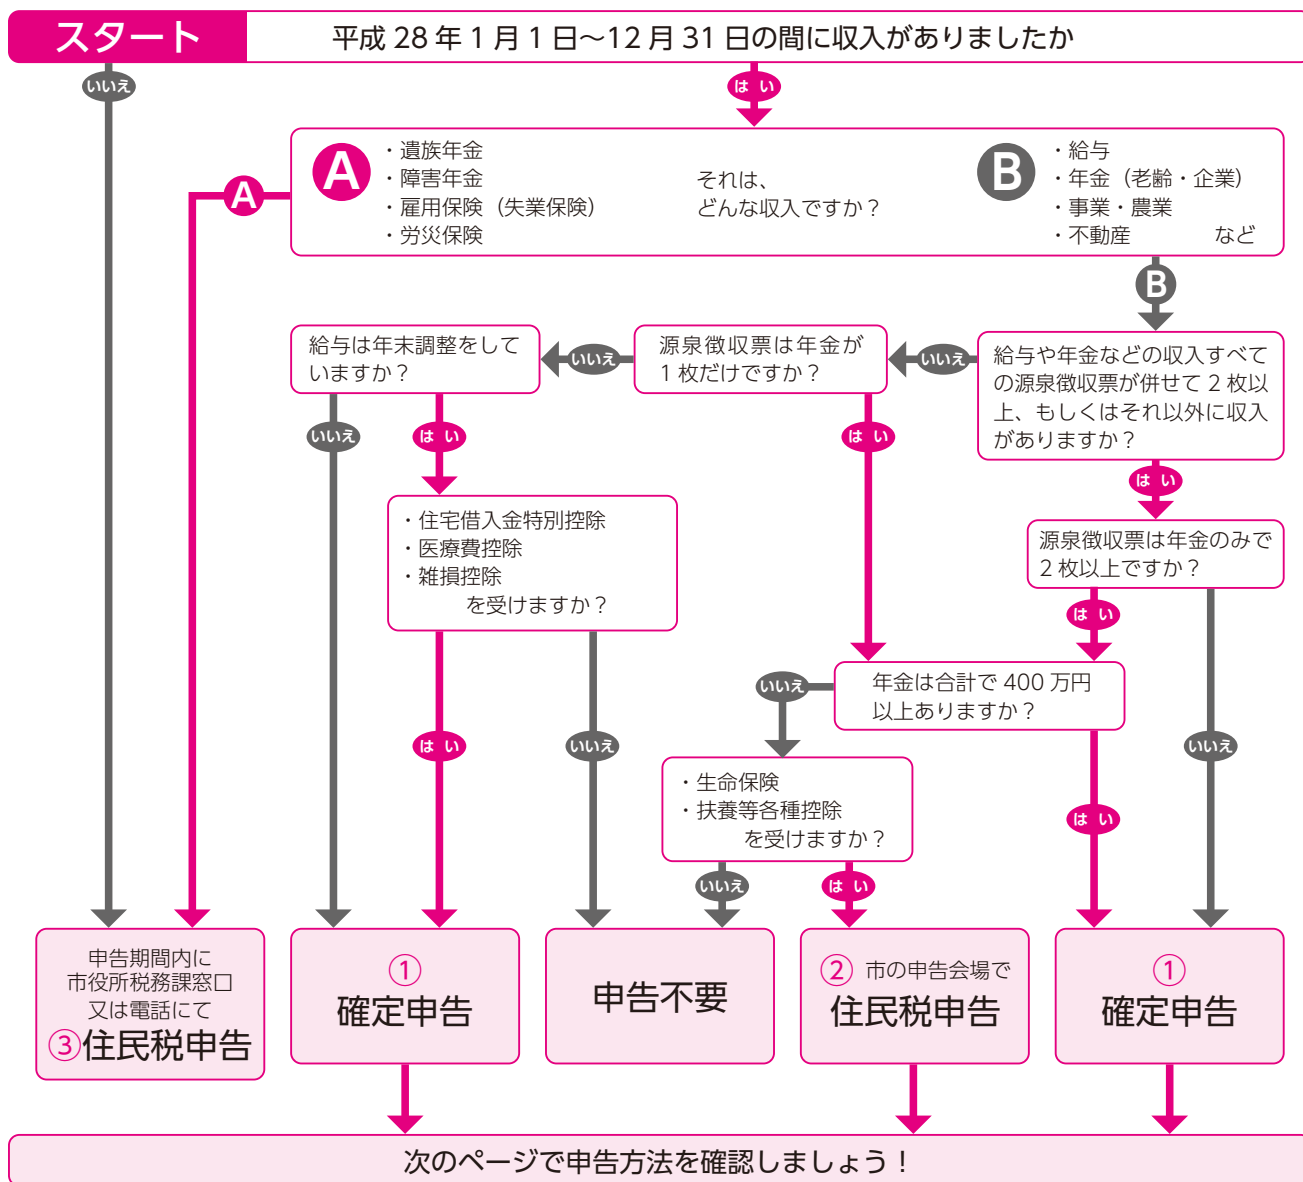 スタート
平成 28 年 1 月 1 日～12 月 31 日の間に収入がありましたか
いいえ
はい
A
・遺族年金
・障害年金
・雇用保険（失業保険）
・労災保険
それは、
どんな収入ですか？
B
・給与
・年金（老齢・企業）
・事業・農業
・不動産　など
A
B
給与は年末調整をして
いますか？
いいえ
源泉徴収票は年金が
1 枚だけですか？
いいえ
給与や年金などの収入すべて
の源泉徴収票が併せて 2 枚以
上、もしくはそれ以外に収入
がありますか？
いいえ
はい
はい
はい
・住宅借入金特別控除
・医療費控除
・雑損控除
を受けますか？
源泉徴収票は年金のみで
2 枚以上ですか？
はい
いいえ
年金は合計で 400 万円
以上ありますか？
はい
いいえ
いいえ
・生命保険
・扶養等各種控除
を受けますか？
はい
いいえ
はい
申告期間内に
市役所税務課窓口
又は電話にて
③住民税申告
①
確定申告
申告不要
② 市の申告会場で
住民税申告
①
確定申告
次のページで申告方法を確認しましょう！